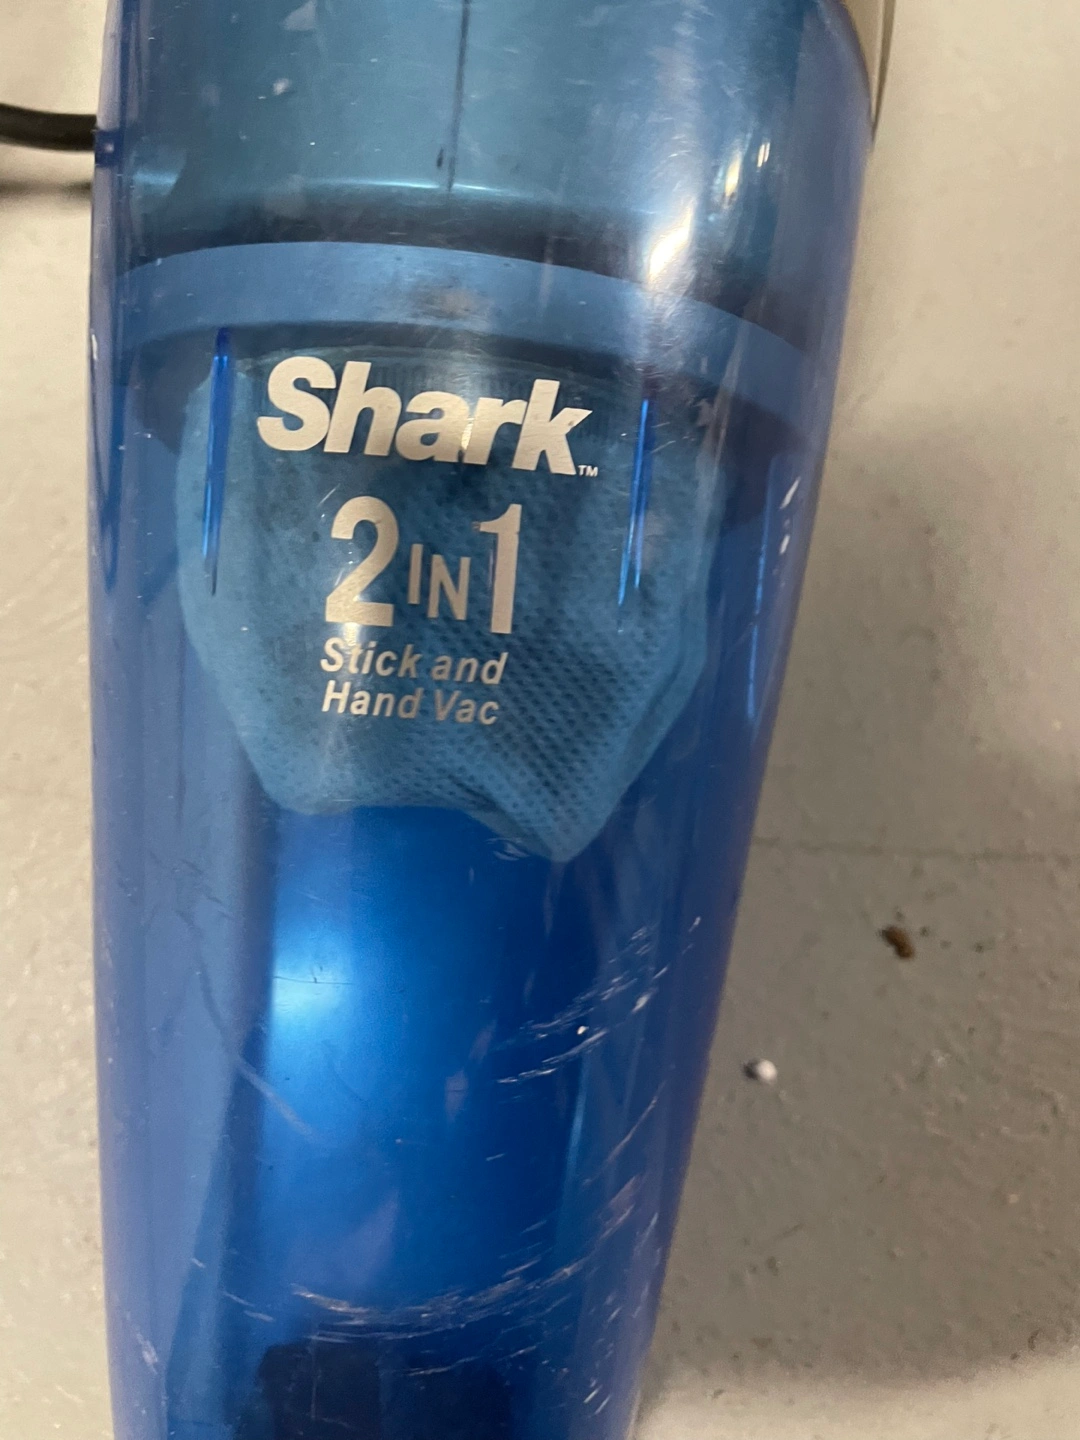 Shark™
2 IN 1
Stick and
Hand Vac